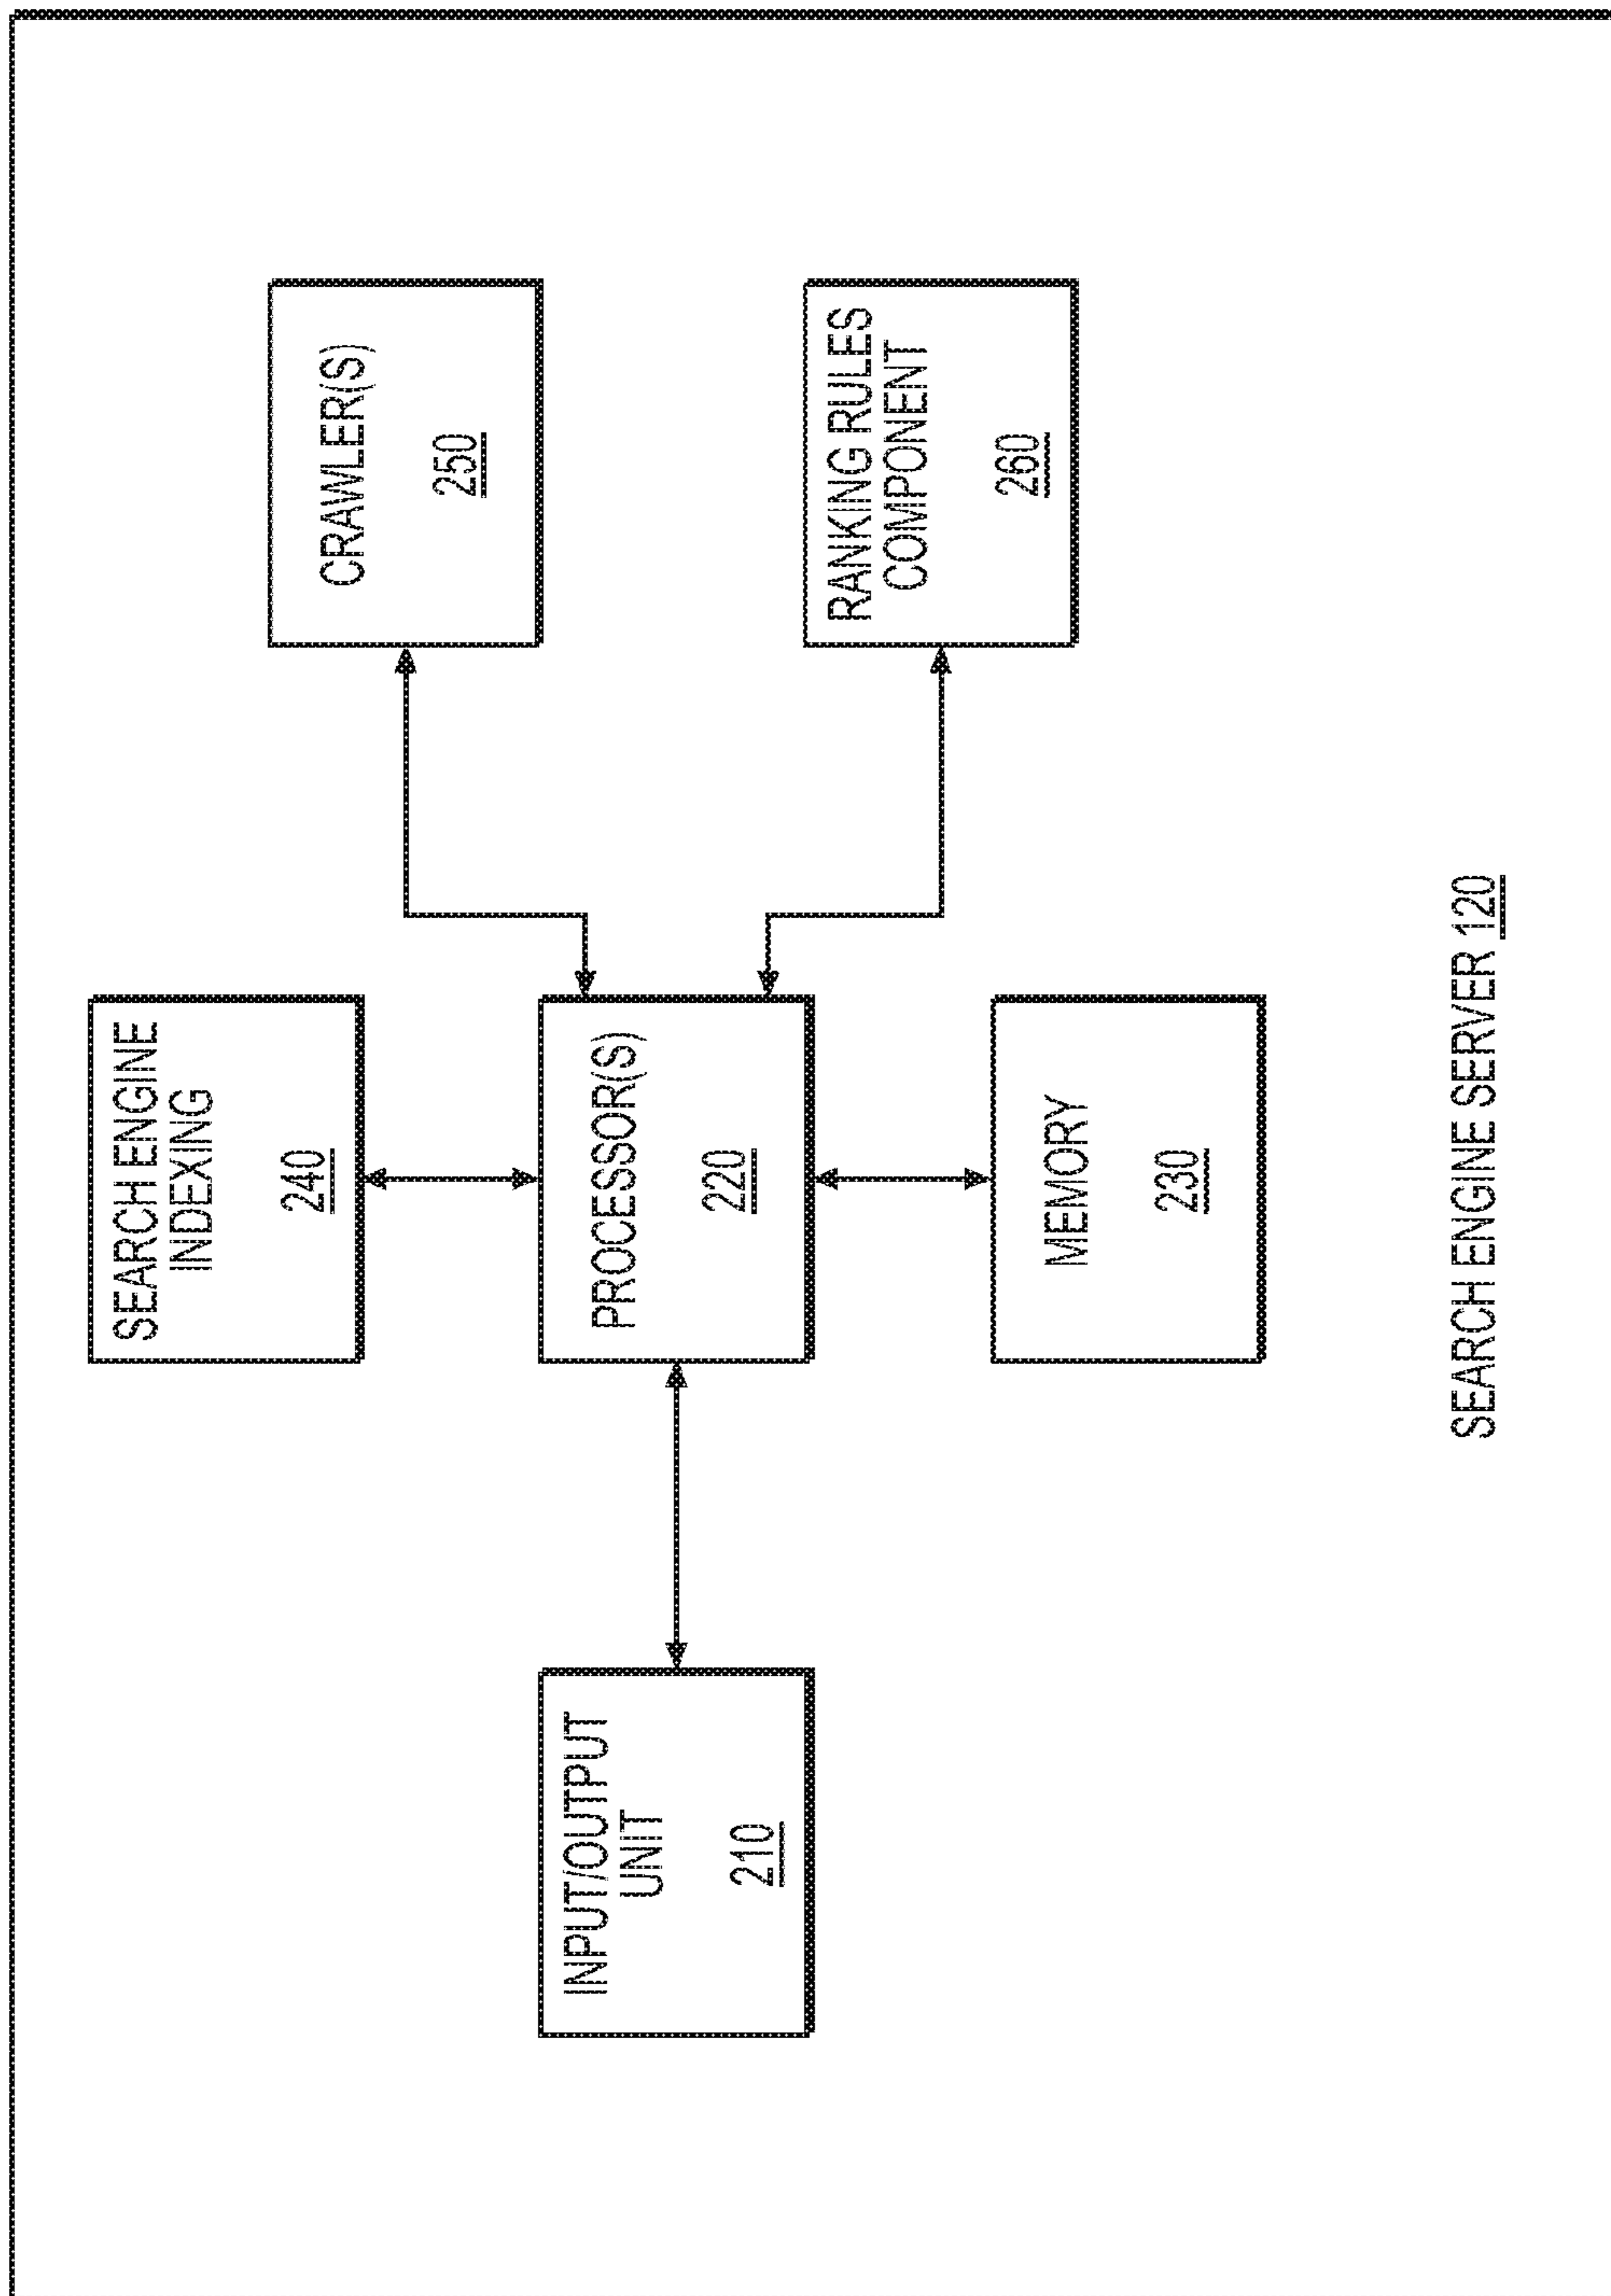 SEARCH ENGINE
INDEXING
240
CRAWLER(S)
250
INPUT/OUTPUT
UNIT
210
PROCESSOR(S)
220
RANKING RULES
COMPONENT
260
MEMORY
230
SEARCH ENGINE SERVER 120